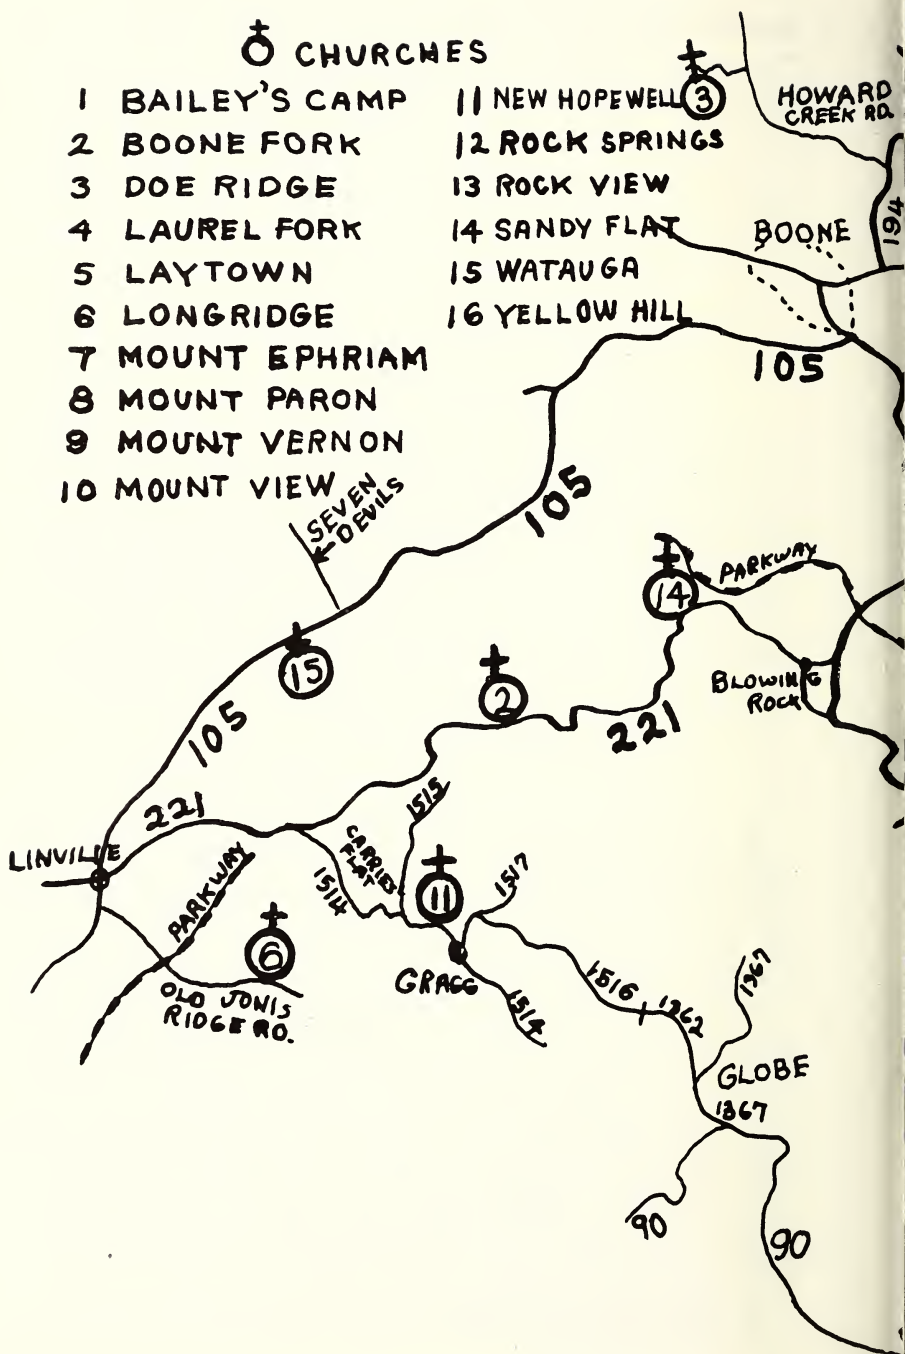 CHURCHES
1 BAILEY'S CAMP
2 BOONE FORK
3 DOE RIDGE
4 LAUREL FORK
5 LAYTOWN
6 LONGRIDGE
7 MOUNT EPHRIAM
8 MOUNT PARON
9 MOUNT VERNON
10 MOUNT VIEW
11 NEW HOPEWELL
12 ROCK SPRINGS
13 ROCK VIEW
14 SANDY FLAT
15 WATAUGA
16 YELLOW HILL
3
HOWARD
CREEK RD.
194
BOONE
105
105
SEVEN
DEVILS
14
PARKWAY
15
2
BLOWING
ROCK
221
105
221
1515
LINVILLE
CARRIES
FLAT
PARKWAY
1514
11
1517
6
GRAGG
OLD JONIS
RIDGE RD.
1514
1516
1362
1367
GLOBE
1367
90
90